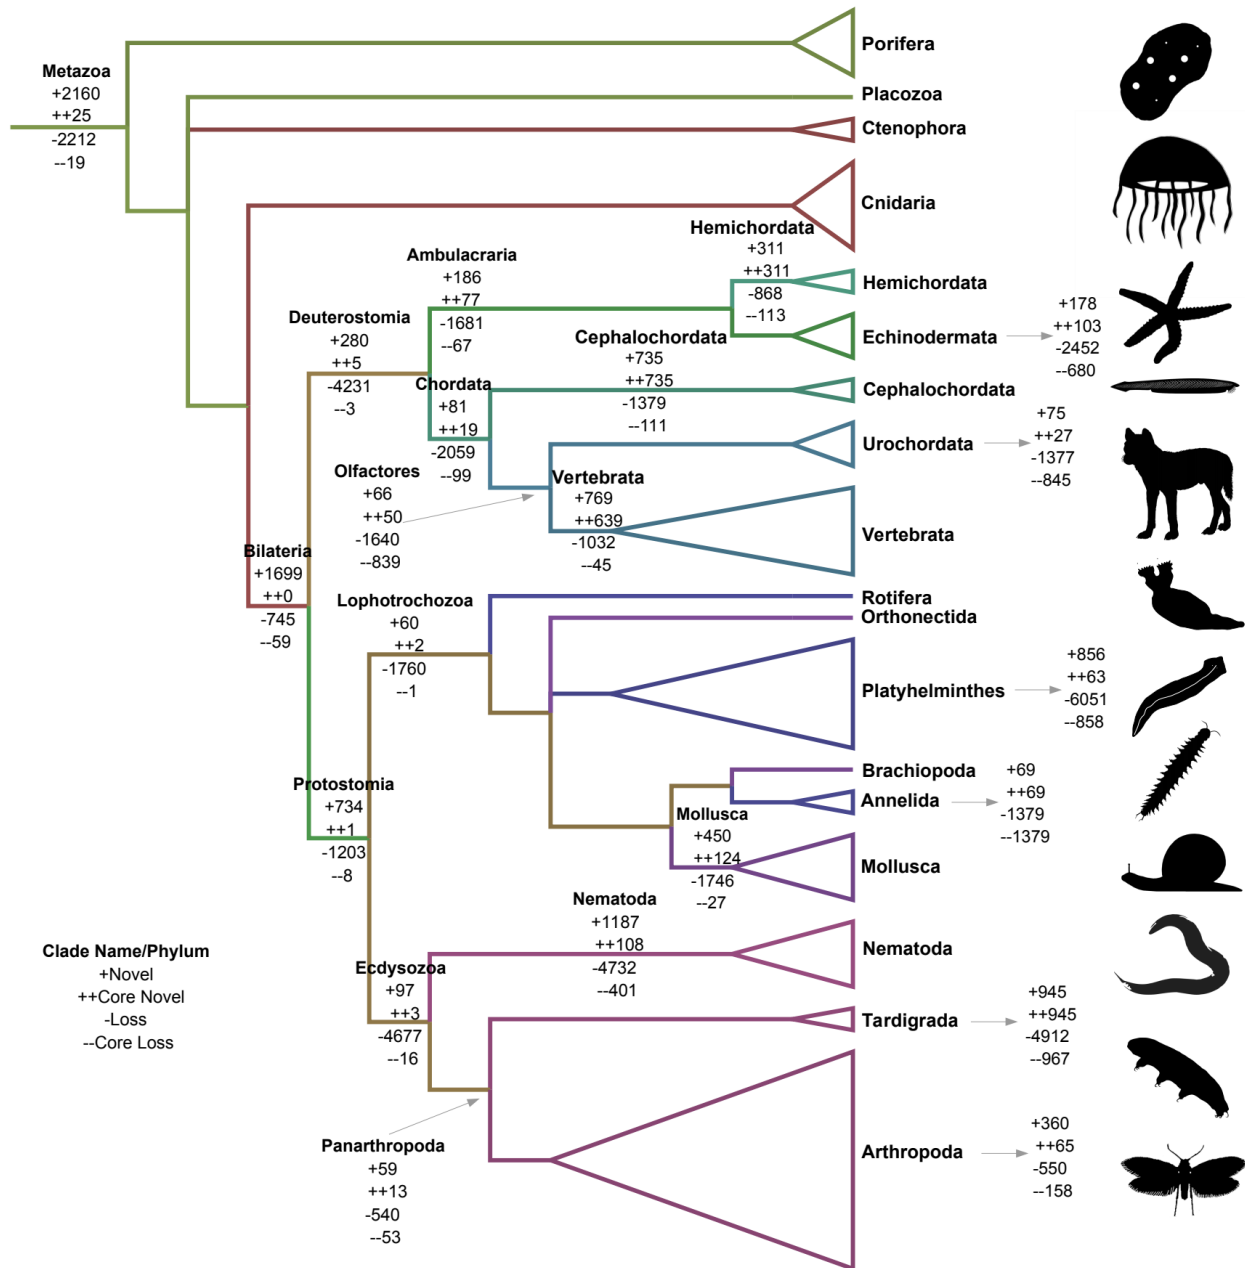 Metazoa
+2160
++25
-2212
--19
Porifera
Placozoa
Ctenophora
Cnidaria
Hemichordata
+311
++311
-868
--113
Hemichordata
Ambulacraria
+186
++77
-1681
--67
Echinodermata
+178
++103
-2452
--680
Deuterostomia
+280
++5
-4231
--3
Cephalochordata
+735
++735
-1379
--111
Cephalochordata
Chordata
+81
++19
-2059
--99
Urochordata
+75
++27
-1377
--845
Olfactores
+66
++50
-1640
--839
Vertebrata
+769
++639
-1032
--45
Vertebrata
Bilateria
+1699
++0
-745
--59
Lophotrochozoa
+60
++2
-1760
--1
Rotifera
Orthonectida
Platyhelminthes
+856
++63
-6051
--858
Brachiopoda
Annelida
+69
++69
-1379
--1379
Protostomia
+734
++1
-1203
--8
Mollusca
+450
++124
-1746
--27
Mollusca
Nematoda
+1187
++108
-4732
--401
Nematoda
Ecdysozoa
+97
++3
-4677
--16
Tardigrada
+945
++945
-4912
--967
Panarthropoda
+59
++13
-540
--53
Arthropoda
+360
++65
-550
--158
Clade Name/Phylum
+Novel
++Core Novel
-Loss
--Core Loss